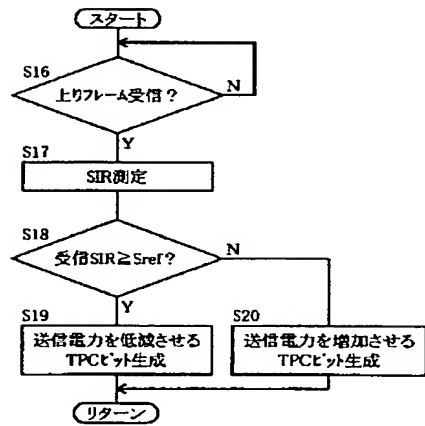 スタート
S16
上りフレーム受信？
N
Y
S17
SIR測定
S18
受信SIR≧Sref？
N
Y
S19
送信電力を低減させる
TPCビット生成
S20
送信電力を増加させる
TPCビット生成
リターン